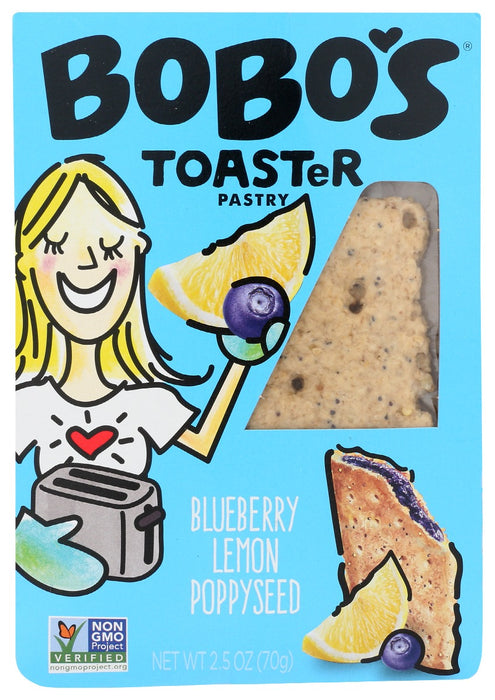 BOBO'S®
TOASTER
PASTRY
BLUEBERRY
LEMON
POPPYSEED
NON
GMO
Project
VERIFIED
nongmoproject.org
NET WT 2.5 OZ (70g)